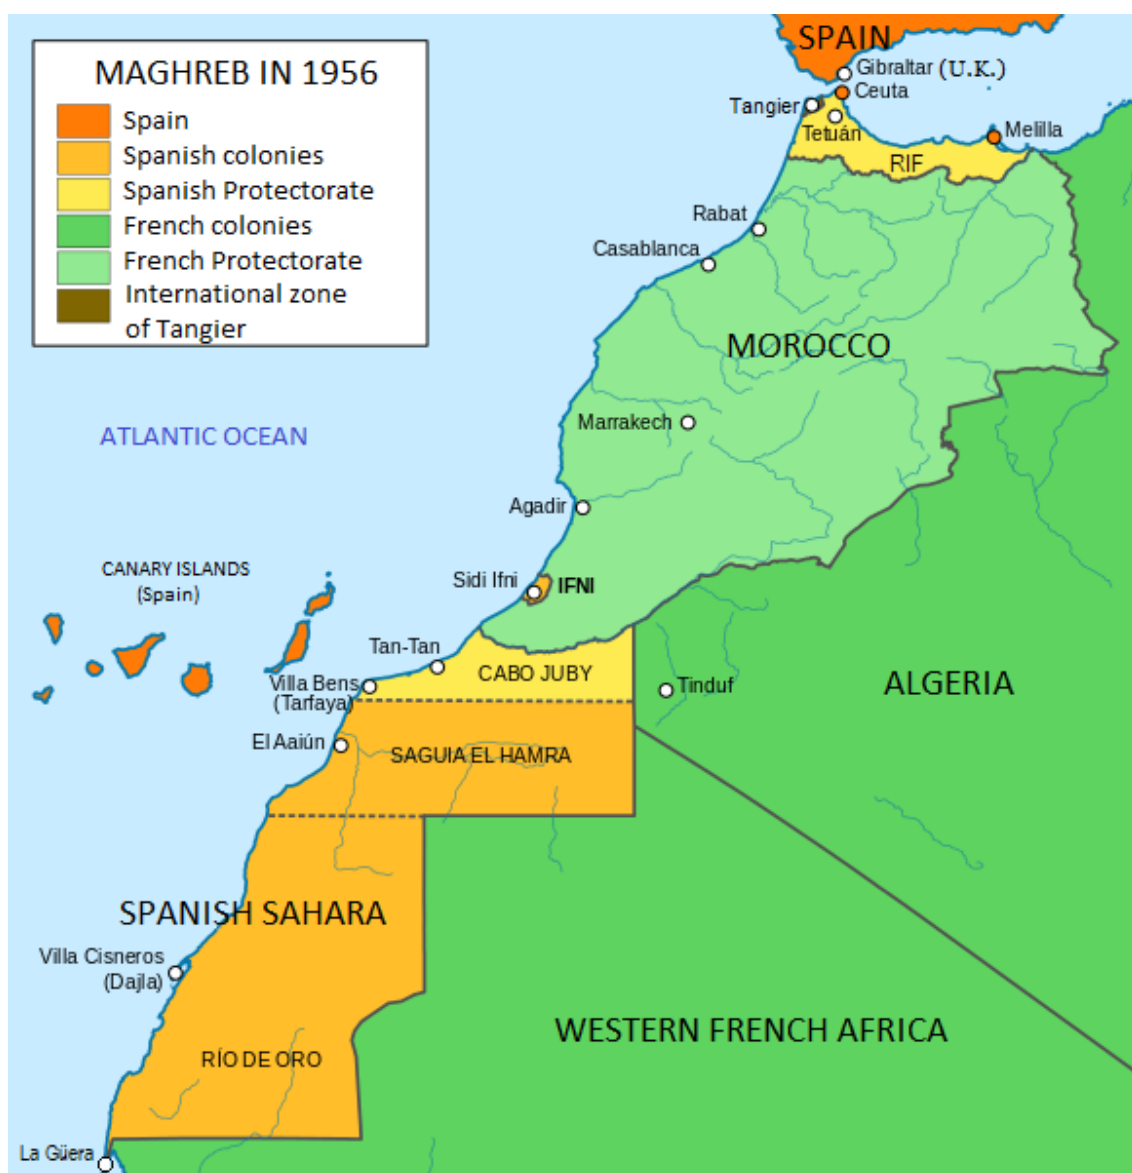 MAGHREB IN 1956
Spain
Spanish colonies
Spanish Protectorate
French colonies
French Protectorate
International zone
of Tangier
SPAIN
Gibraltar (U.K.)
Ceuta
Tangier
Tetuán
Melilla
RIF
Rabat
Casablanca
MOROCCO
Marrakech
ATLANTIC OCEAN
Agadir
CANARY ISLANDS
(Spain)
Sidi Ifni
IFNI
Tan-Tan
CABO JUBY
Villa Bens
(Tarfaya)
Tinduf
ALGERIA
El Aaiún
SAGUIA EL HAMRA
SPANISH SAHARA
Villa Cisneros
(Dajla)
WESTERN FRENCH AFRICA
RÍO DE ORO
La Güera